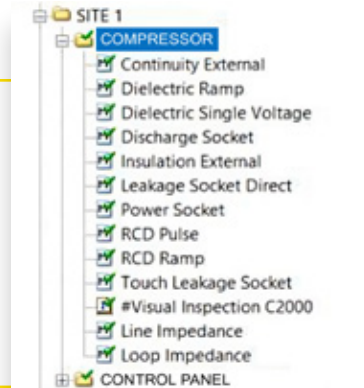 SITE 1
COMPRESSOR
Continuity External
Dielectric Ramp
Dielectric Single Voltage
Discharge Socket
Insulation External
Leakage Socket Direct
Power Socket
RCD Pulse
RCD Ramp
Touch Leakage Socket
#Visual Inspection C2000
Line Impedance
Loop Impedance
CONTROL PANEL